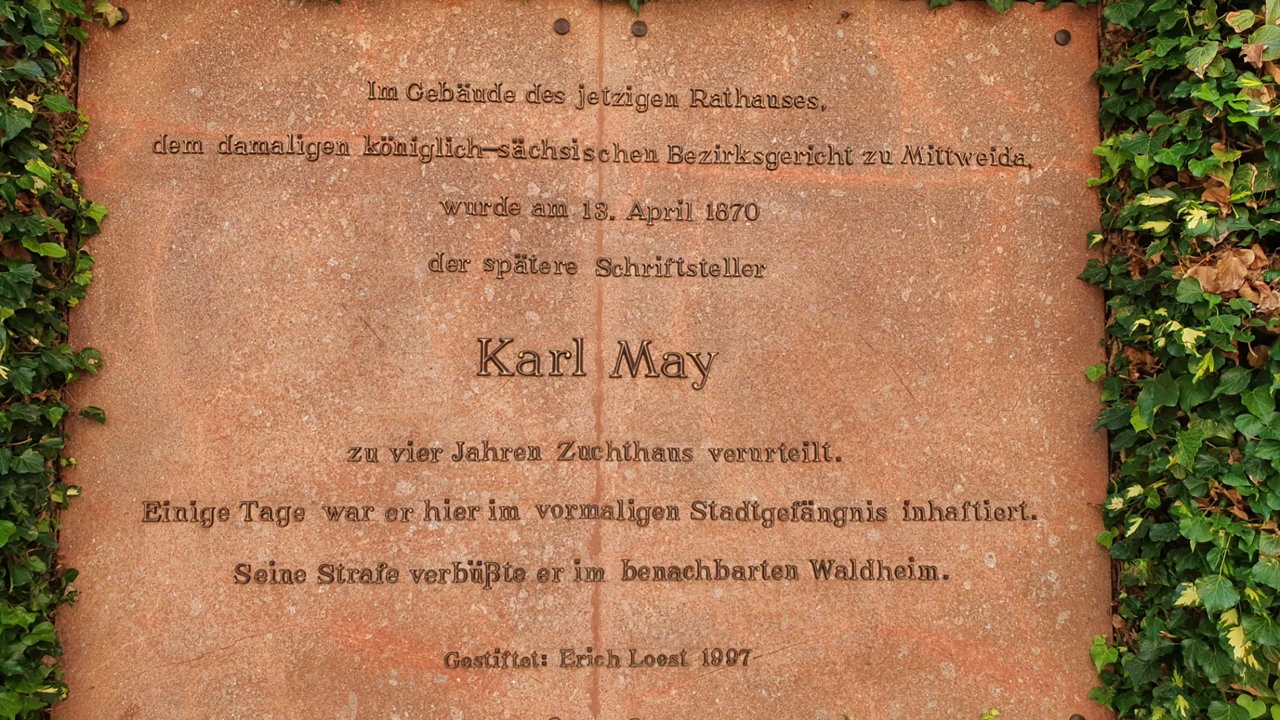 Im Gebäude des jetzigen Rathauses,
dem damaligen königlich-sächsischen Bezirksgericht zu Mittweida,
wurde am 13. April 1870
der spätere Schriftsteller
Karl May
zu vier Jahren Zuchthaus verurteilt.
Einige Tage war er hier im vormaligen Stadtgefängnis inhaftiert.
Seine Strafe verbüßte er im benachbarten Waldheim.
Gestiftet: Erich Loest 1997